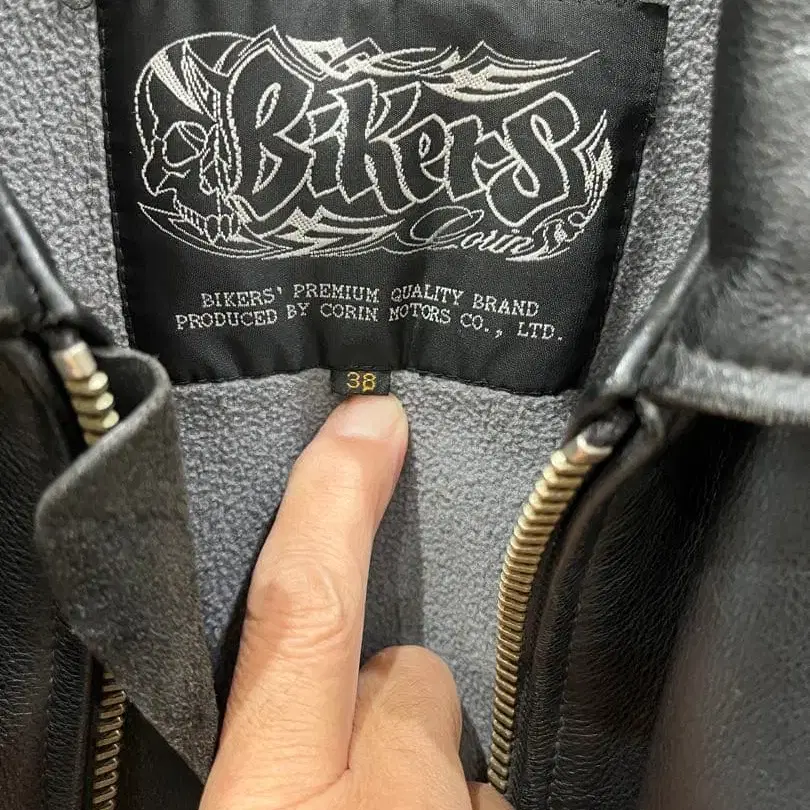 Bikers
Corin
BIKERS' PREMIUM QUALITY BRAND
PRODUCED BY CORIN MOTORS CO., LTD.
38